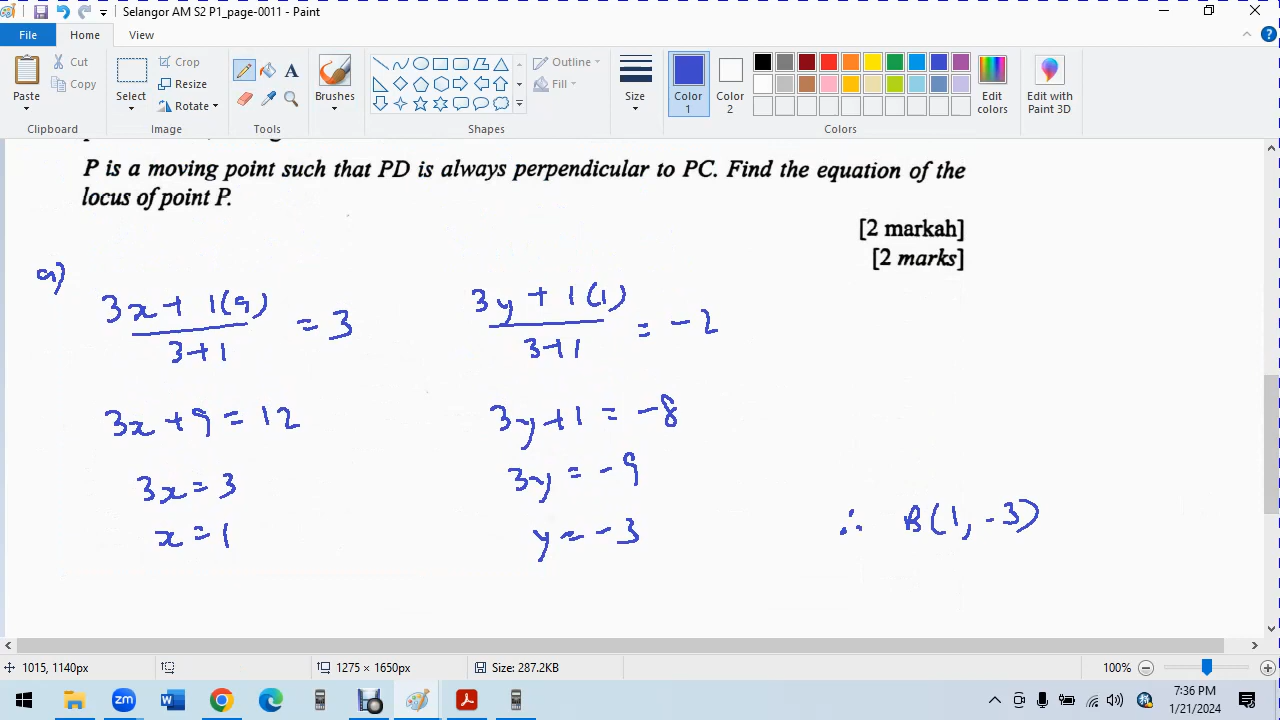 Selangor AM S2 P1_page-0011 - Paint
File Home View
Paste Cut Copy
Clipboard
Select Crop Resize Rotate
Image
Tools
Brushes
Outline Fill
Shapes
Size
Color 1 Color 2 Edit colors
Colors
Edit with Paint 3D
P is a moving point such that PD is always perpendicular to PC. Find the equation of the
locus of point P.
[2 markah]
[2 marks]
a)
3x + 1(9) / 3+1 = 3
3y + 1(1) / 3+1 = -2
3x + 9 = 12
3y+1 = -8
3x = 3
3y = -9
x = 1
y = -3
∴ B(1, -3)
1015, 1140px 1275 × 1650px Size: 287.2KB 100%
zm W
7:36 PM
1/21/2024